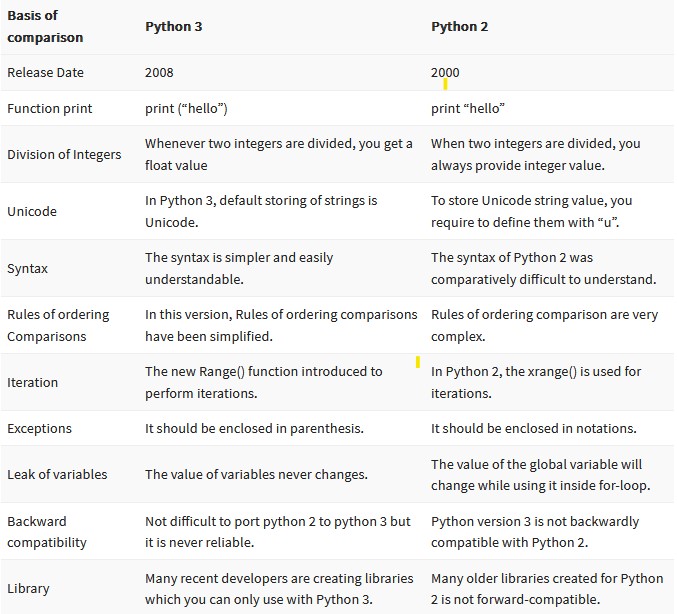 Basis of
comparison
Python 3
Python 2
Release Date
2008
2000
Function print
print (“hello”)
print “hello”
Division of Integers
Whenever two integers are divided, you get a
float value
When two integers are divided, you
always provide integer value.
Unicode
In Python 3, default storing of strings is
Unicode.
To store Unicode string value, you
require to define them with “u”.
Syntax
The syntax is simpler and easily
understandable.
The syntax of Python 2 was
comparatively difficult to understand.
Rules of ordering
Comparisons
In this version, Rules of ordering comparisons
have been simplified.
Rules of ordering comparison are very
complex.
Iteration
The new Range() function introduced to
perform iterations.
In Python 2, the xrange() is used for
iterations.
Exceptions
It should be enclosed in parenthesis.
It should be enclosed in notations.
Leak of variables
The value of variables never changes.
The value of the global variable will
change while using it inside for-loop.
Backward
compatibility
Not difficult to port python 2 to python 3 but
it is never reliable.
Python version 3 is not backwardly
compatible with Python 2.
Library
Many recent developers are creating libraries
which you can only use with Python 3.
Many older libraries created for Python
2 is not forward-compatible.